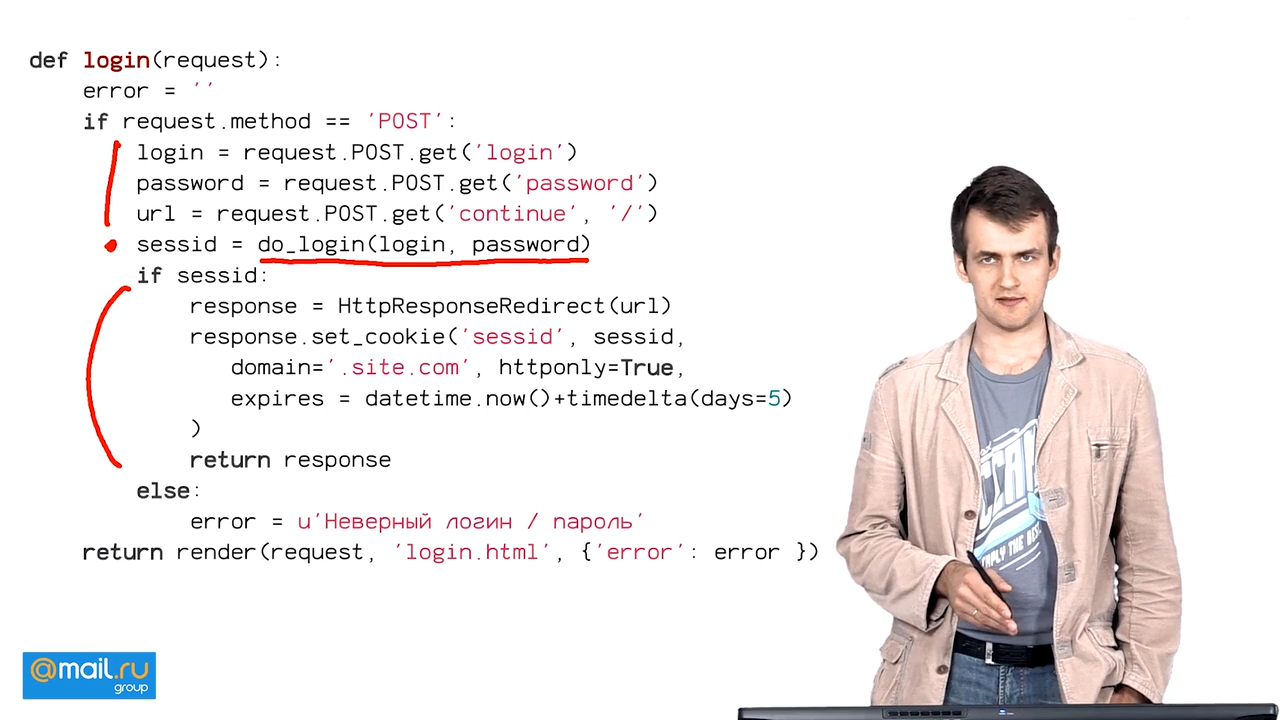 def login(request):
    error = ''
    if request.method == 'POST':
        login = request.POST.get('login')
        password = request.POST.get('password')
        url = request.POST.get('continue', '/')
        sessid = do_login(login, password)
        if sessid:
            response = HttpResponseRedirect(url)
            response.set_cookie('sessid', sessid,
               domain='.site.com', httponly=True,
               expires = datetime.now()+timedelta(days=5)
            )
            return response
        else:
            error = u'Неверный логин / пароль'
    return render(request, 'login.html', {'error': error })
@mail.ru
group